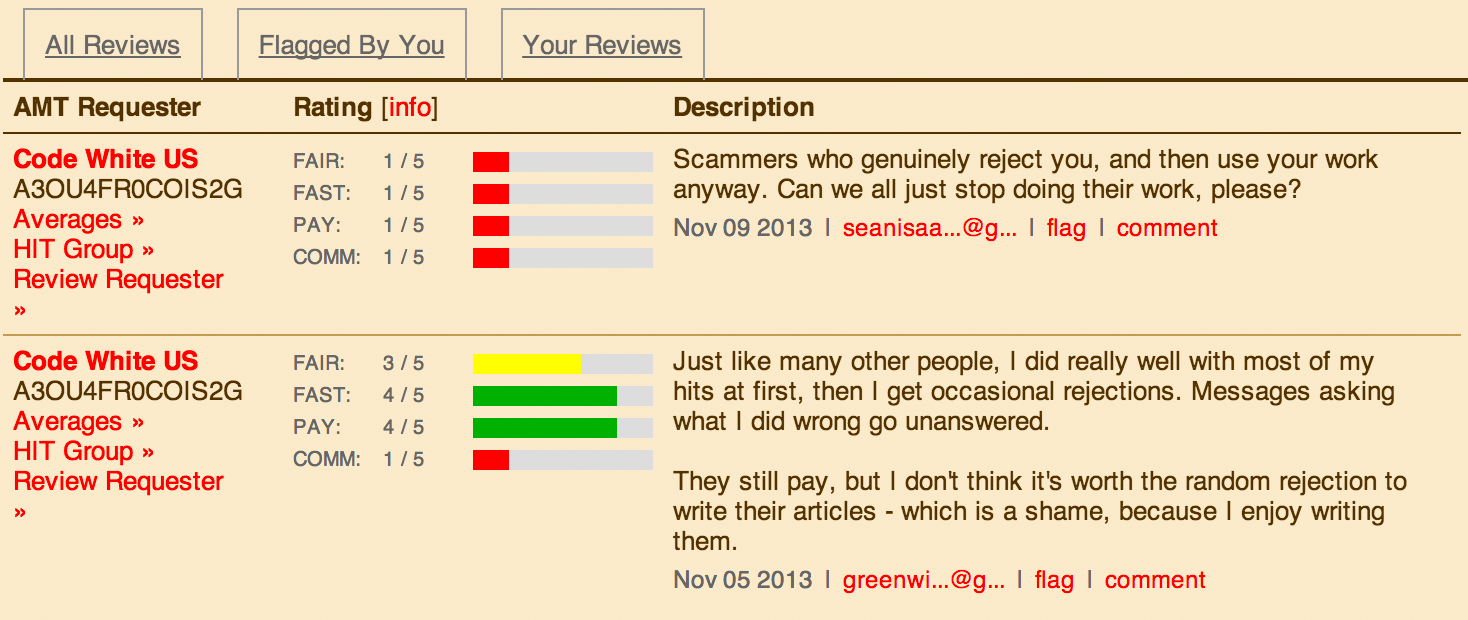 All Reviews
Flagged By You
Your Reviews
AMT Requester
Rating [info]
Description
Code White US
A3OU4FR0COIS2G
Averages »
HIT Group »
Review Requester
»
FAIR: 1 / 5
FAST: 1 / 5
PAY: 1 / 5
COMM: 1 / 5
Scammers who genuinely reject you, and then use your work
anyway. Can we all just stop doing their work, please?
Nov 09 2013 | seanisaa...@g... | flag | comment
Code White US
A3OU4FR0COIS2G
Averages »
HIT Group »
Review Requester
»
FAIR: 3 / 5
FAST: 4 / 5
PAY: 4 / 5
COMM: 1 / 5
Just like many other people, I did really well with most of my
hits at first, then I get occasional rejections. Messages asking
what I did wrong go unanswered.
They still pay, but I don't think it's worth the random rejection to
write their articles - which is a shame, because I enjoy writing
them.
Nov 05 2013 | greenwi...@g... | flag | comment